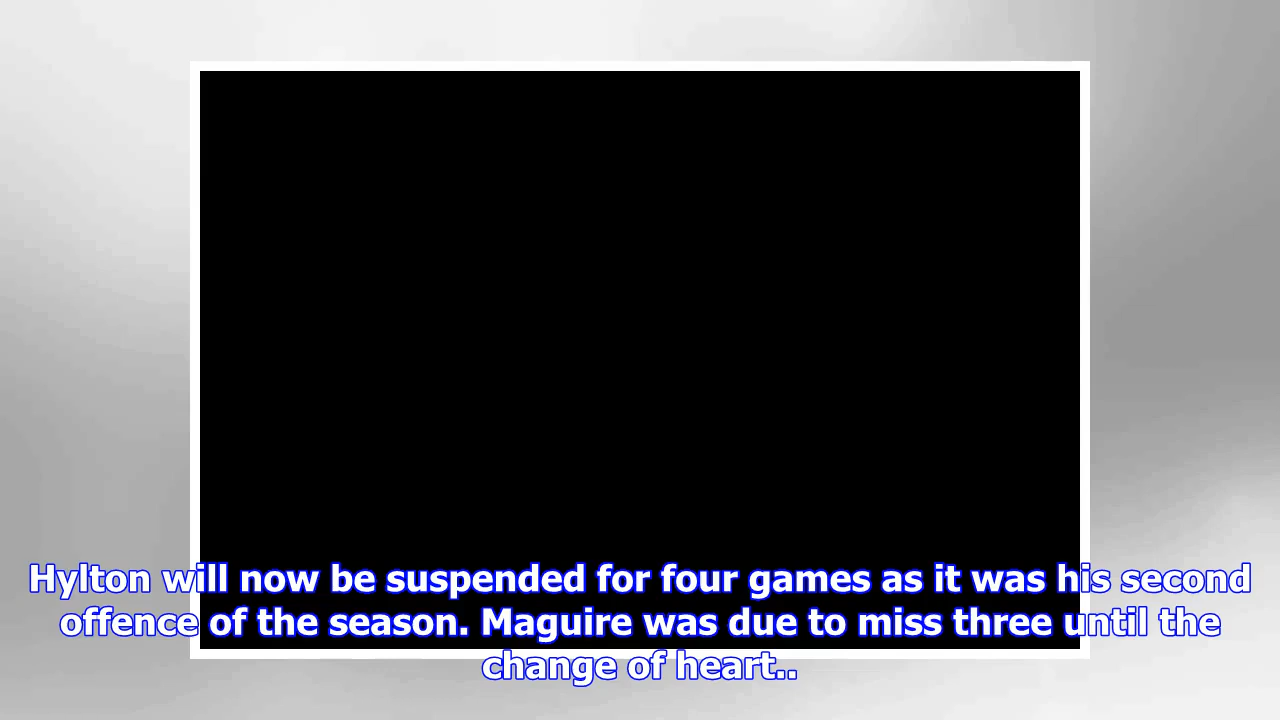 Hylton will now be suspended for four games as it was his second
offence of the season. Maguire was due to miss three until the
change of heart..